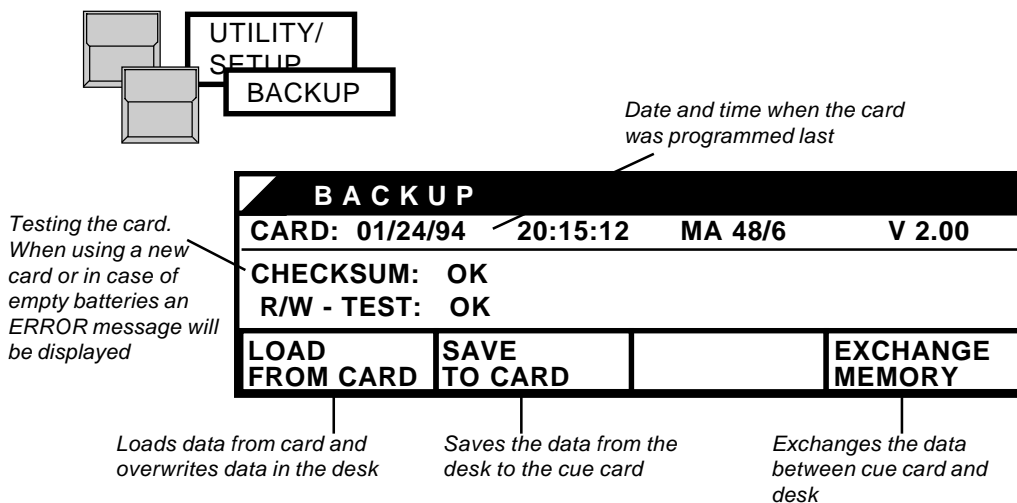 UTILITY/
SETUP
BACKUP
Date and time when the card
was programmed last
BACKUP
CARD: 01/24/94 20:15:12 MA 48/6 V 2.00
Testing the card.
When using a new
card or in case of
empty batteries an
ERROR message will
be displayed
CHECKSUM: OK
R/W - TEST: OK
LOAD
FROM CARD
SAVE
TO CARD
EXCHANGE
MEMORY
Loads data from card and
overwrites data in the desk
Saves the data from the
desk to the cue card
Exchanges the data
between cue card and
desk